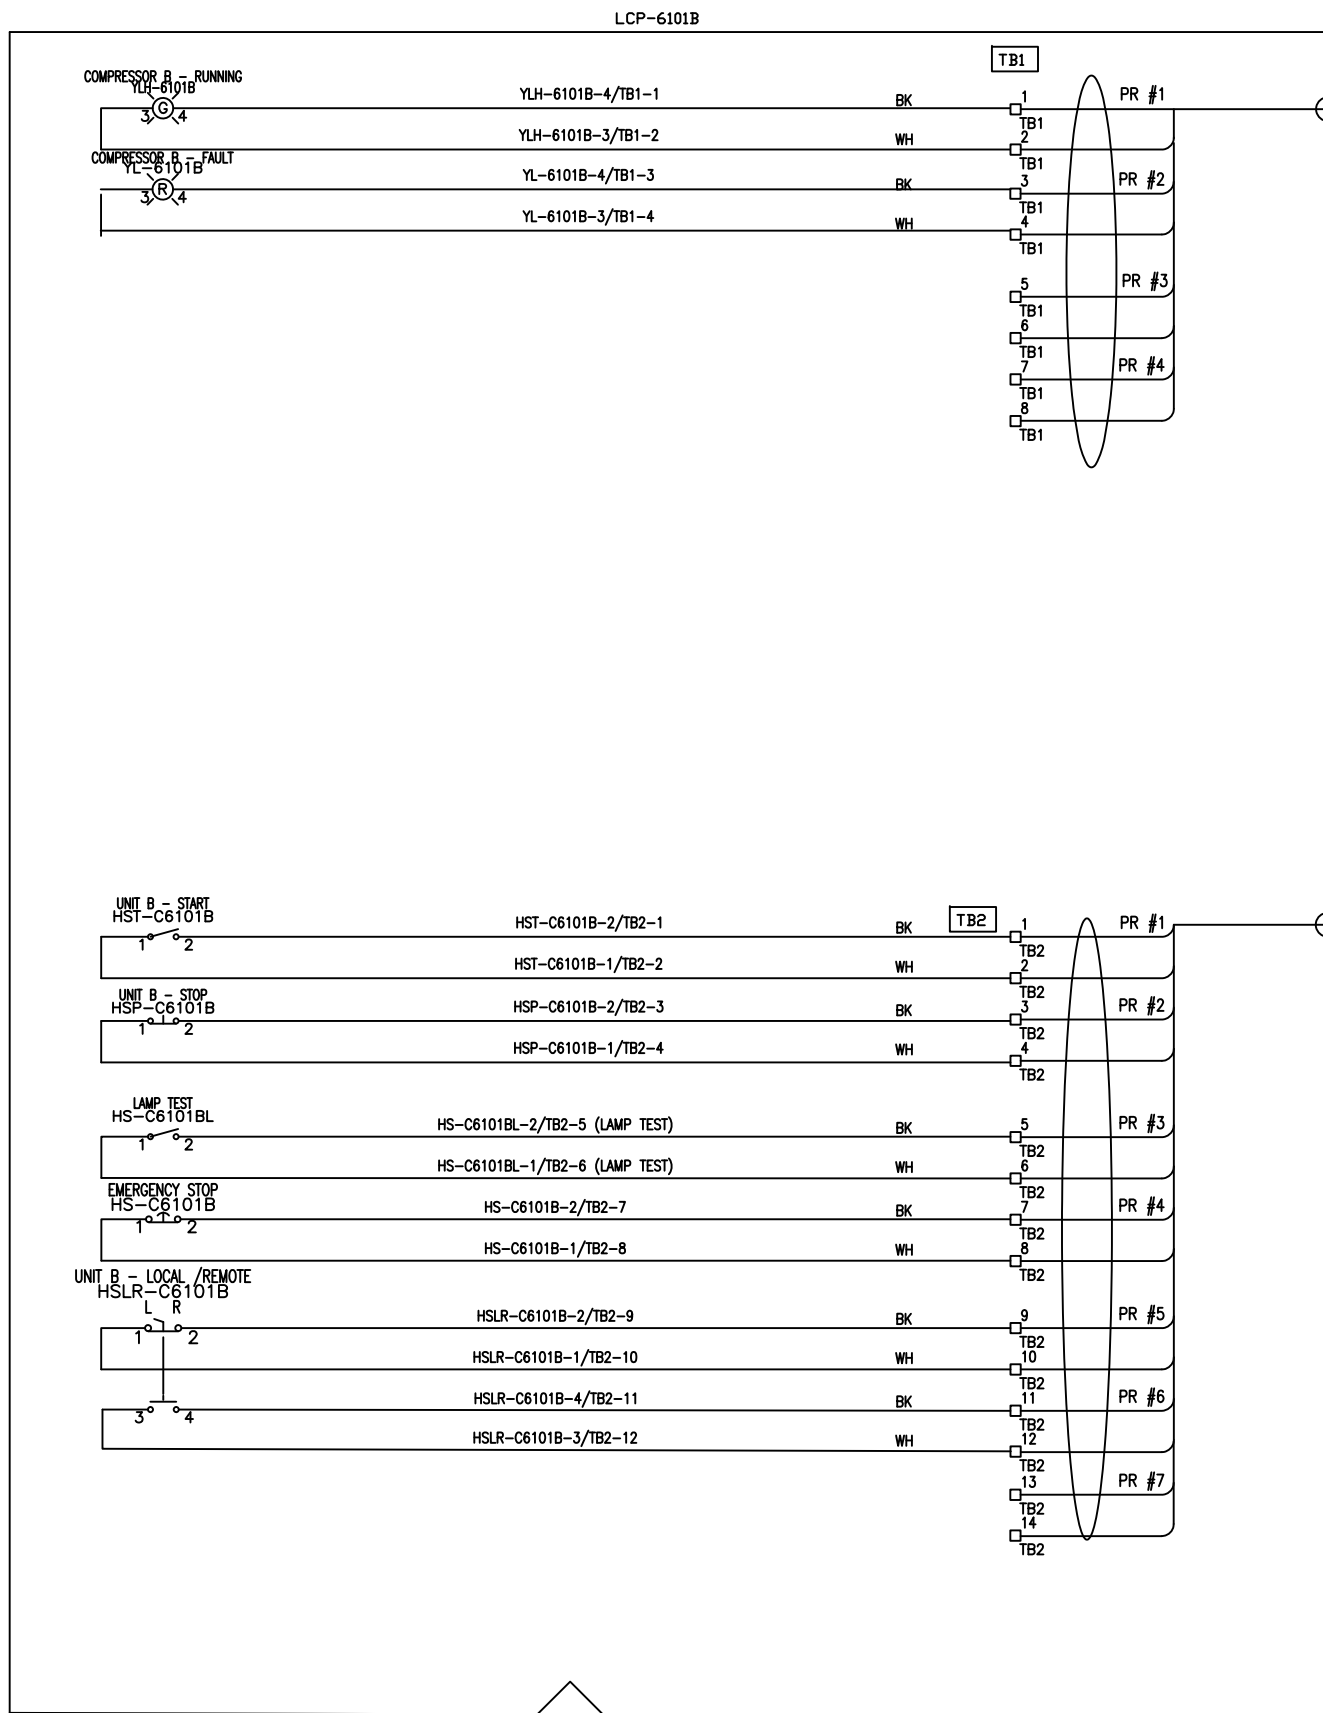 LCP-6101B
TB1
COMPRESSOR B - RUNNING
YLH-6101B
G
3 4
YLH-6101B-4/TB1-1
BK
1
PR #1
TB1
YLH-6101B-3/TB1-2
WH
2
TB1
COMPRESSOR B - FAULT
YL-6101B
R
3 4
YL-6101B-4/TB1-3
BK
3
PR #2
TB1
YL-6101B-3/TB1-4
WH
4
TB1
5
PR #3
TB1
6
TB1
7
PR #4
TB1
8
TB1
UNIT B - START
HST-C6101B
1 2
HST-C6101B-2/TB2-1
BK
TB2
1
PR #1
TB2
HST-C6101B-1/TB2-2
WH
2
TB2
UNIT B - STOP
HSP-C6101B
1 2
HSP-C6101B-2/TB2-3
BK
3
PR #2
TB2
HSP-C6101B-1/TB2-4
WH
4
TB2
LAMP TEST
HS-C6101BL
1 2
HS-C6101BL-2/TB2-5 (LAMP TEST)
BK
5
PR #3
TB2
HS-C6101BL-1/TB2-6 (LAMP TEST)
WH
6
TB2
EMERGENCY STOP
HS-C6101B
1 2
HS-C6101B-2/TB2-7
BK
7
PR #4
TB2
HS-C6101B-1/TB2-8
WH
8
TB2
UNIT B - LOCAL /REMOTE
HSLR-C6101B
L R
1 2
HSLR-C6101B-2/TB2-9
BK
9
PR #5
TB2
HSLR-C6101B-1/TB2-10
WH
10
TB2
3 4
HSLR-C6101B-4/TB2-11
BK
11
PR #6
TB2
HSLR-C6101B-3/TB2-12
WH
12
TB2
13
PR #7
TB2
14
TB2